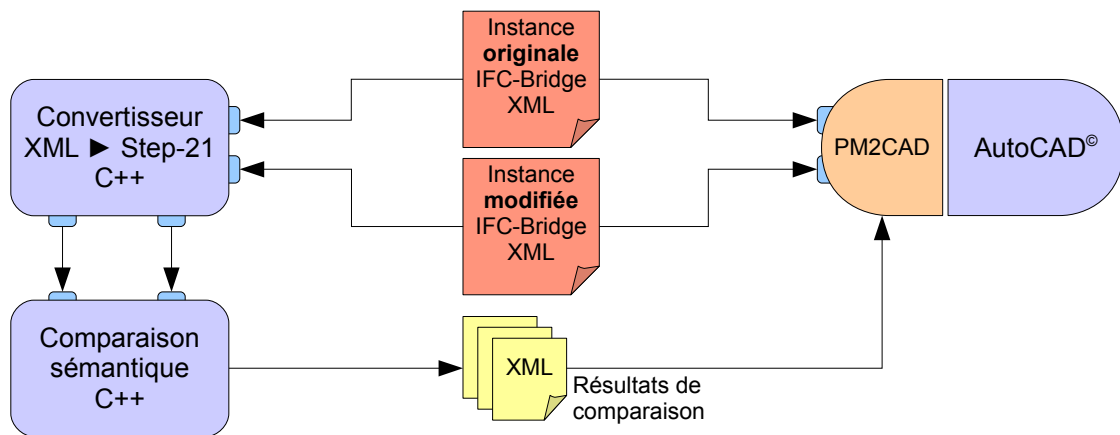 Instance
originale
IFC-Bridge
XML
Convertisseur
XML ► Step-21
C++
PM2CAD
AutoCAD©
Instance
modifiée
IFC-Bridge
XML
Comparaison
sémantique
C++
XML
Résultats de
comparaison